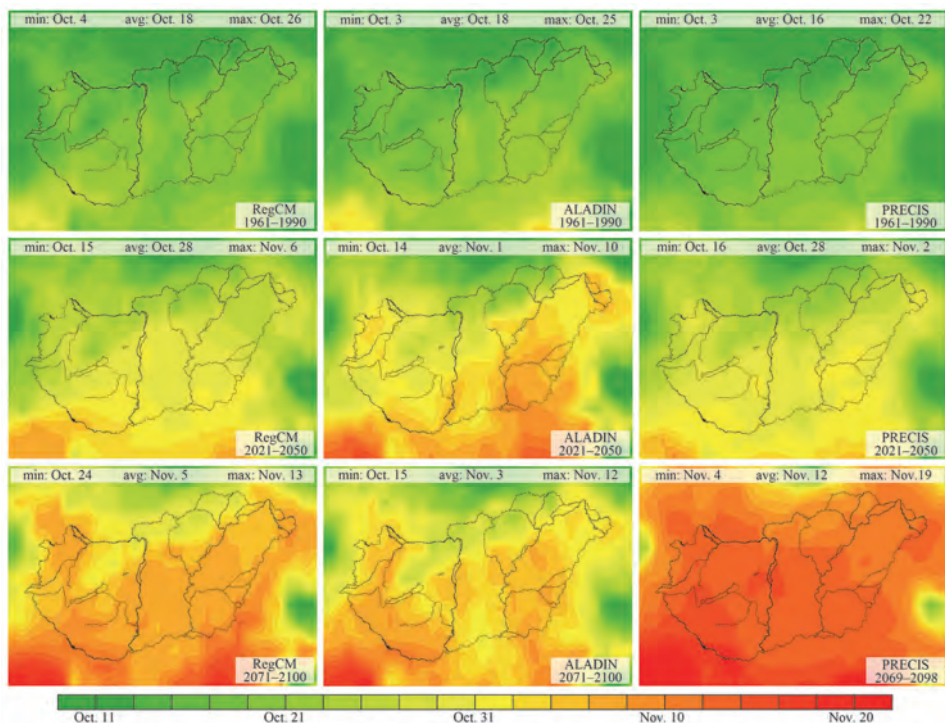 min: Oct. 4 avg: Oct. 18 max: Oct. 26
min: Oct. 3 avg: Oct. 18 max: Oct. 25
min: Oct. 3 avg: Oct. 16 max: Oct. 22
RegCM
1961–1990
ALADIN
1961–1990
PRECIS
1961–1990
min: Oct. 15 avg: Oct. 28 max: Nov. 6
min: Oct. 14 avg: Nov. 1 max: Nov. 10
min: Oct. 16 avg: Oct. 28 max: Nov. 2
RegCM
2021–2050
ALADIN
2021–2050
PRECIS
2021–2050
min: Oct. 24 avg: Nov. 5 max: Nov. 13
min: Oct. 15 avg: Nov. 3 max: Nov. 12
min: Nov. 4 avg: Nov. 12 max: Nov.19
RegCM
2071–2100
ALADIN
2071–2100
PRECIS
2069–2098
Oct. 11 Oct. 21 Oct. 31 Nov. 10 Nov. 20